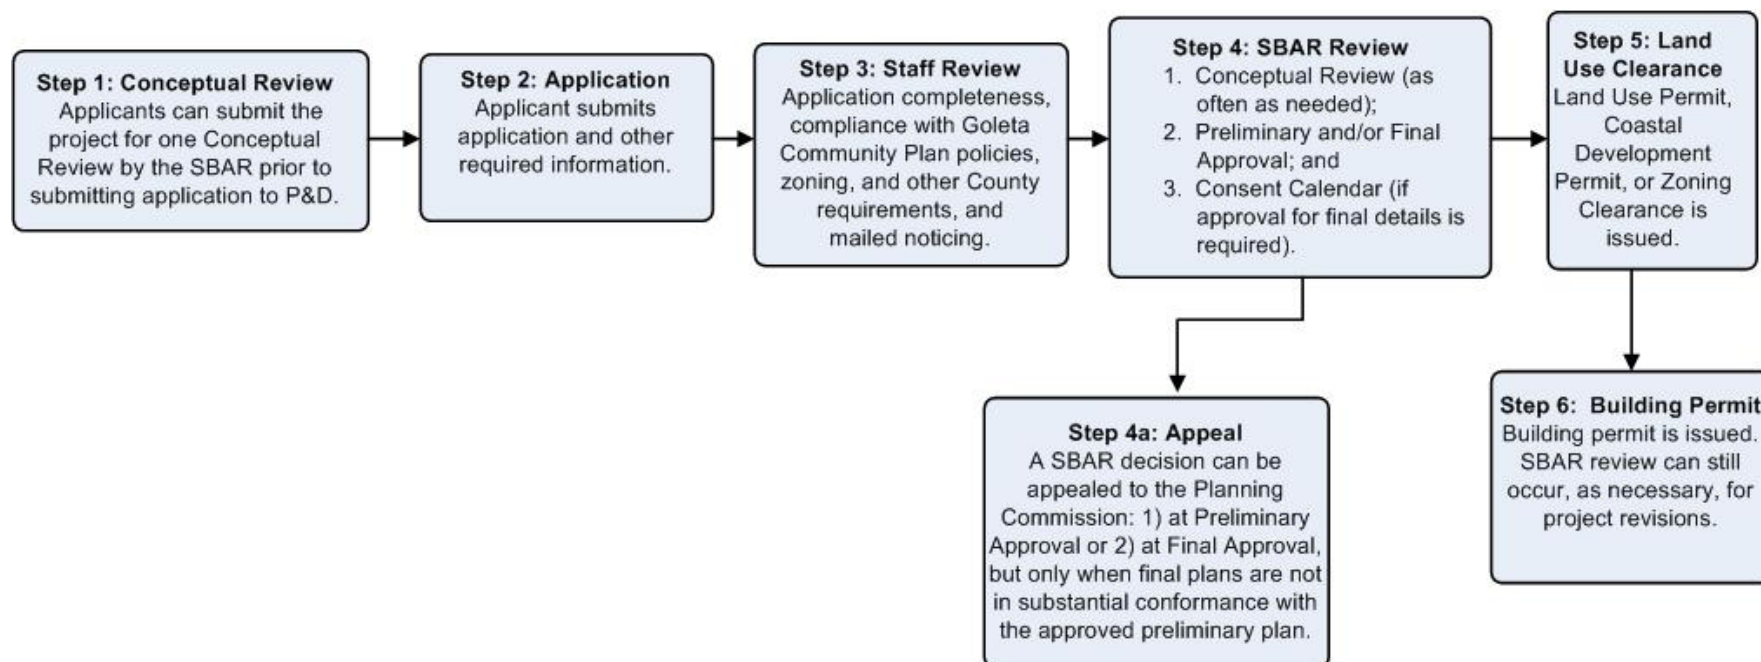 Step 1: Conceptual Review
Applicants can submit the
project for one Conceptual
Review by the SBAR prior to
submitting application to P&D.
Step 2: Application
Applicant submits
application and other
required information.
Step 3: Staff Review
Application completeness,
compliance with Goleta
Community Plan policies,
zoning, and other County
requirements, and
mailed noticing.
Step 4: SBAR Review
1. Conceptual Review (as
often as needed);
2. Preliminary and/or Final
Approval; and
3. Consent Calendar (if
approval for final details is
required).
Step 5: Land
Use Clearance
Land Use Permit,
Coastal
Development
Permit, or Zoning
Clearance is
issued.
Step 4a: Appeal
A SBAR decision can be
appealed to the Planning
Commission: 1) at Preliminary
Approval or 2) at Final Approval,
but only when final plans are not
in substantial conformance with
the approved preliminary plan.
Step 6: Building Permit
Building permit is issued.
SBAR review can still
occur, as necessary, for
project revisions.